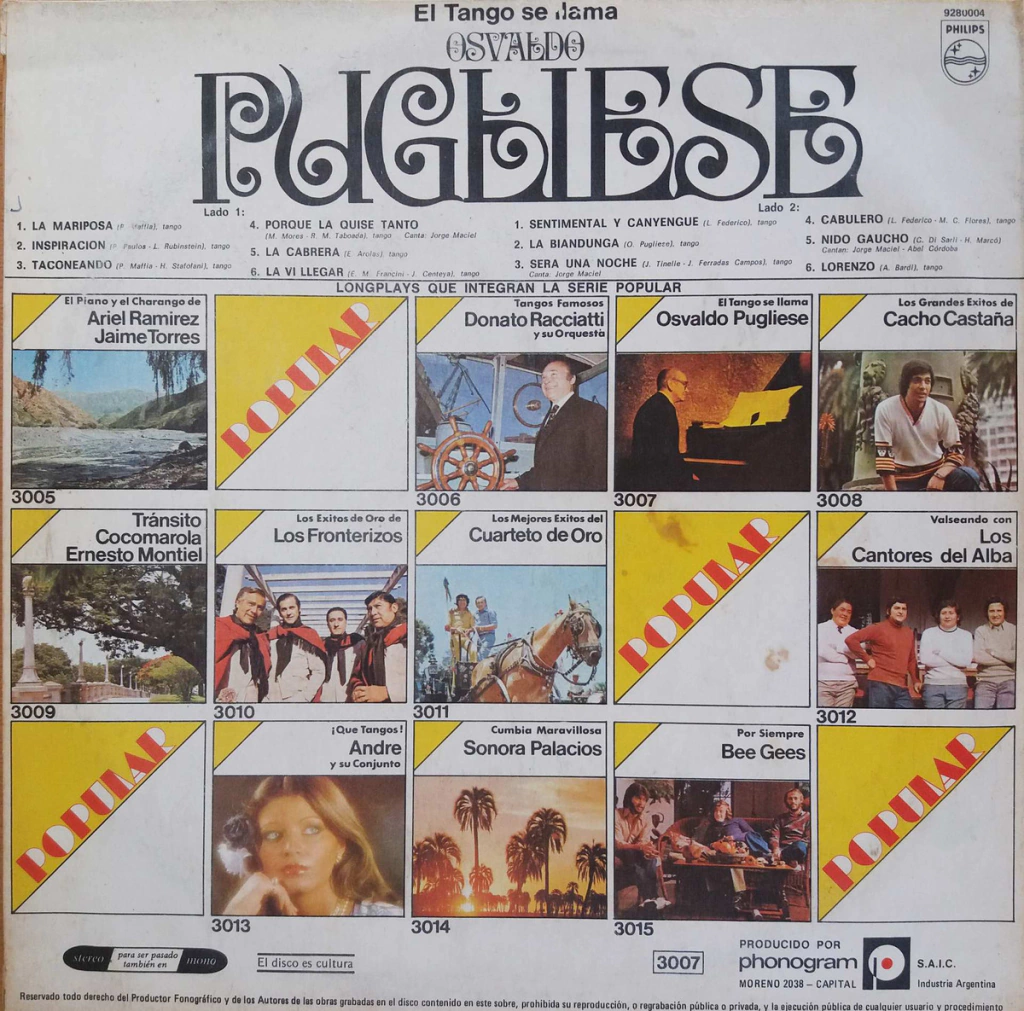 El Tango se llama
OSVALDO
PUGLIESE
9280004
PHILIPS
Lado 1:
1. LA MARIPOSA (P. Maffia), tango
2. INSPIRACION (P. Paulos - L. Rubinstein), tango
3. TACONEANDO (P. Maffia - H. Stafolani), tango
4. PORQUE LA QUISE TANTO
(M. Mores - R. M. Taboada), tango Canta: Jorge Maciel
5. LA CABRERA (E. Arolas), tango
6. LA VI LLEGAR (E. M. Francini - J. Centeya), tango
Lado 2:
1. SENTIMENTAL Y CANYENGUE (L. Federico), tango
2. LA BIANDUNGA (O. Pugliese), tango
3. SERA UNA NOCHE (J. Tinelle - J. Ferradas Campos), tango
Canta: Jorge Maciel
4. CABULERO (L. Federico - M. C. Flores), tango
5. NIDO GAUCHO (C. Di Sarli - H. Marcó)
Cantan: Jorge Maciel - Abel Córdoba
6. LORENZO (A. Bardi), tango
LONGPLAYS QUE INTEGRAN LA SERIE POPULAR
El Piano y el Charango de
Ariel Ramirez
Jaime Torres
3005
POPULAR
Tangos Famosos
Donato Racciatti
y su Orquesta
3006
El Tango se llama
Osvaldo Pugliese
3007
Los Grandes Exitos de
Cacho Castaña
3008
Tránsito
Cocomarola
Ernesto Montiel
3009
Los Exitos de Oro de
Los Fronterizos
3010
Los Mejores Exitos del
Cuarteto de Oro
3011
POPULAR
Valseando con
Los
Cantores del Alba
3012
POPULAR
¡Que Tangos!
Andre
y su Conjunto
3013
Cumbia Maravillosa
Sonora Palacios
3014
Por Siempre
Bee Gees
3015
POPULAR
stereo para ser pasado también en mono
El disco es cultura
3007
PRODUCIDO POR
phonogram
MORENO 2038 – CAPITAL
p
S.A.I.C.
Industria Argentina
Reservado todo derecho del Productor Fonográfico y de los Autores de las obras grabadas en el disco contenido en este sobre, prohibida su reproducción, o regrabación pública o privada, y la ejecución pública de cualquier usuario y procedimiento